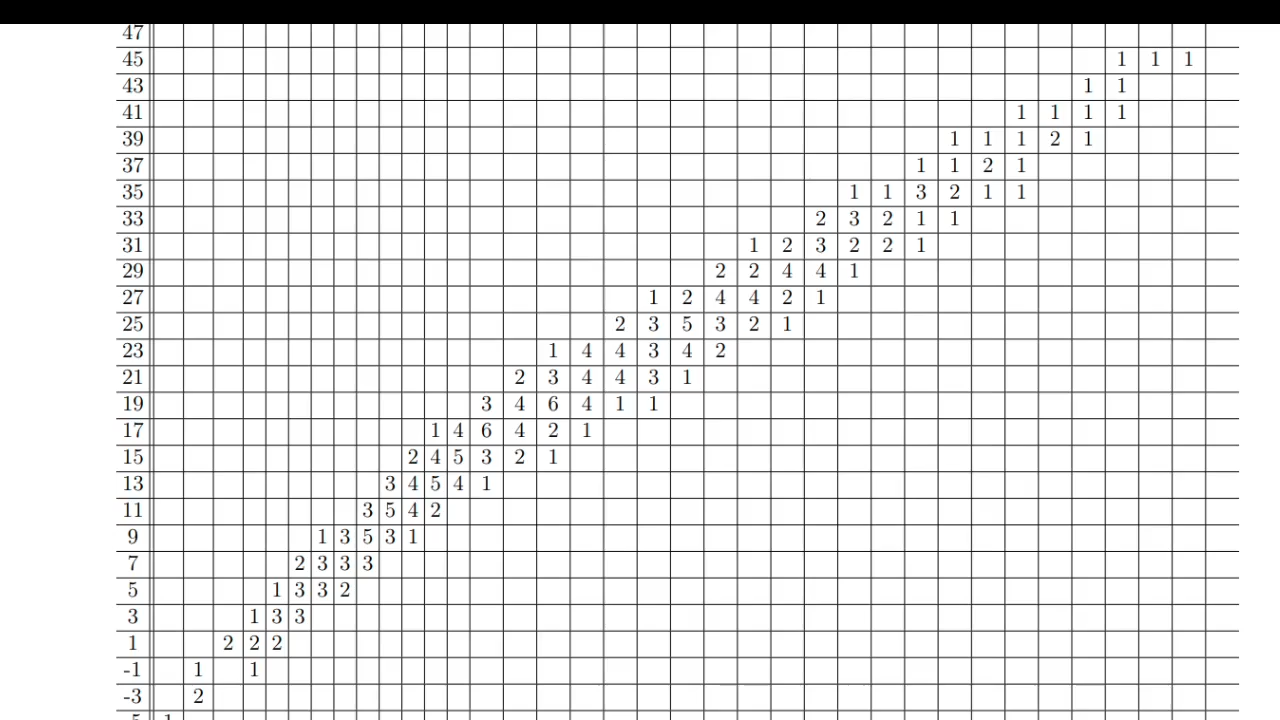 47
45 1 1 1
43 1 1
41 1 1 1 1
39 1 1 1 2 1
37 1 1 2 1
35 1 1 3 2 1 1
33 2 3 2 1 1
31 1 2 3 2 2 1
29 2 2 4 4 1
27 1 2 4 4 2 1
25 2 3 5 3 2 1
23 1 4 4 3 4 2
21 2 3 4 4 3 1
19 3 4 6 4 1 1
17 1 4 6 4 2 1
15 2 4 5 3 2 1
13 3 4 5 4 1
11 3 5 4 2
9 1 3 5 3 1
7 2 3 3 3
5 1 3 3 2
3 1 3 3
1 2 2 2
-1 1 1
-3 2
-5 1